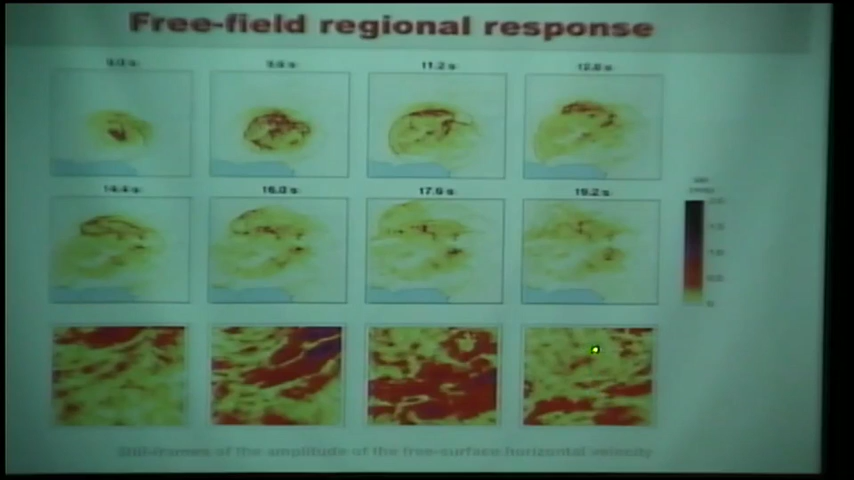 Free-field regional response
11.2 s
12.8 s
14.4 s
16.0 s
17.6 s
19.2 s
Still-frames of the amplitude of the free-surface horizontal velocity